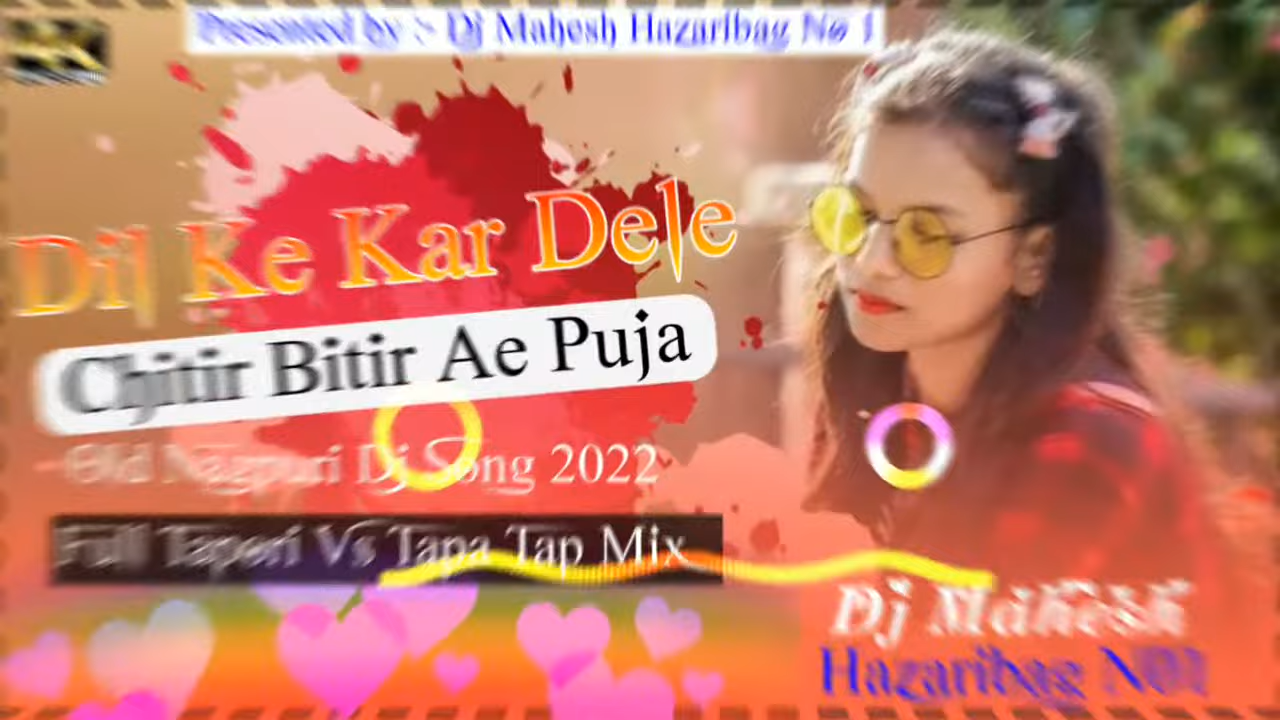 Presented by :- Dj Mahesh Hazaribag No 1
Dil Ke Kar Dele
Chitir Bitir Ae Puja
Old Nagpuri Dj Song 2022
Full Tapori Vs Tapa Tap Mix
Dj Mahesh
Hazaribag N01